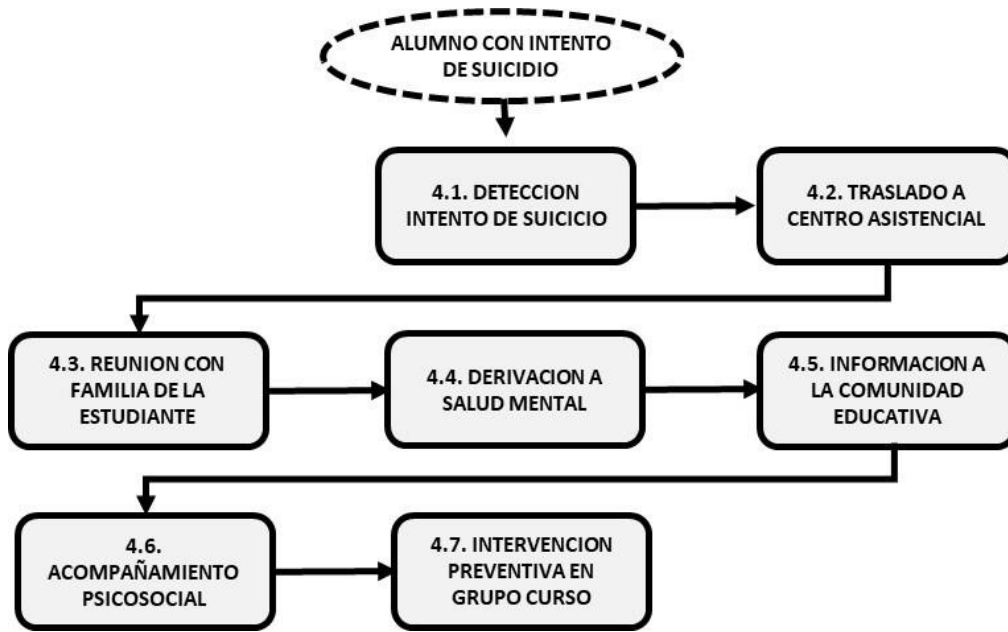 ALUMNO CON INTENTO
DE SUICIDIO
4.1. DETECCION
INTENTO DE SUICICIO
4.2. TRASLADO A
CENTRO ASISTENCIAL
4.3. REUNION CON
FAMILIA DE LA
ESTUDIANTE
4.4. DERIVACION A
SALUD MENTAL
4.5. INFORMACION A
LA COMUNIDAD
EDUCATIVA
4.6.
ACOMPAÑAMIENTO
PSICOSOCIAL
4.7. INTERVENCION
PREVENTIVA EN
GRUPO CURSO